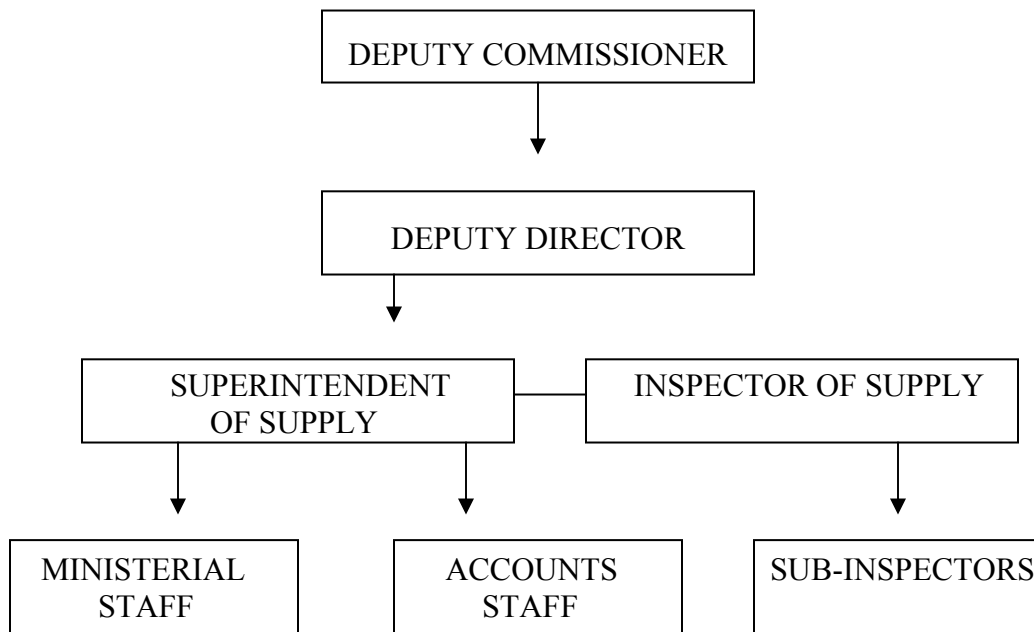 DEPUTY COMMISSIONER
DEPUTY DIRECTOR
SUPERINTENDENT
OF SUPPLY
INSPECTOR OF SUPPLY
MINISTERIAL
STAFF
ACCOUNTS
STAFF
SUB-INSPECTORS